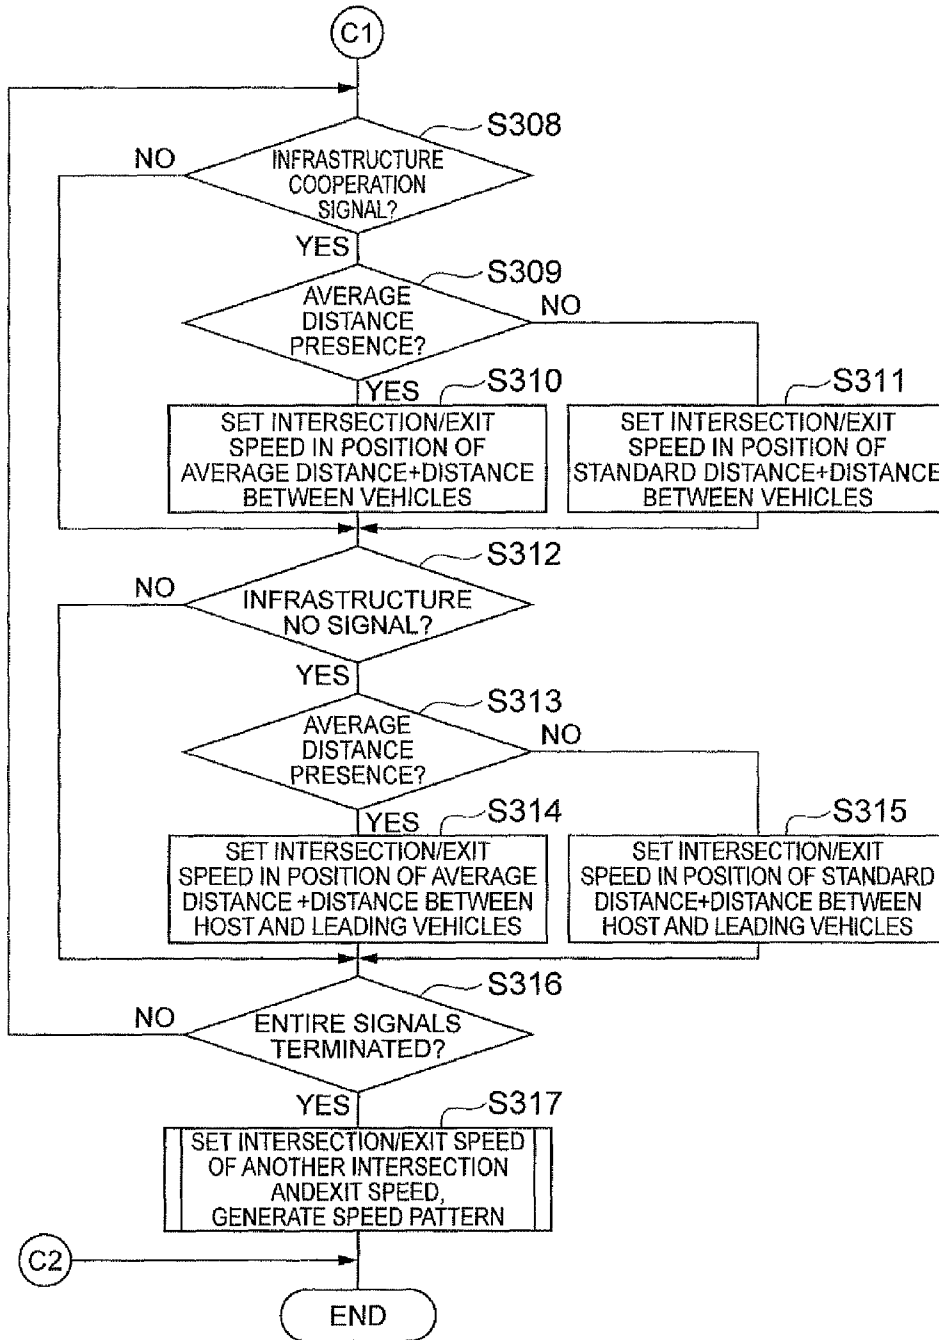 C1
S308
NO
INFRASTRUCTURE
COOPERATION
SIGNAL?
YES
S309
AVERAGE
DISTANCE
PRESENCE?
NO
YES
S310
S311
SET INTERSECTION/EXIT
SPEED IN POSITION OF
AVERAGE DISTANCE+DISTANCE
BETWEEN VEHICLES
SET INTERSECTION/EXIT
SPEED IN POSITION OF
STANDARD DISTANCE+DISTANCE
BETWEEN VEHICLES
S312
NO
INFRASTRUCTURE
NO SIGNAL?
YES
S313
AVERAGE
DISTANCE
PRESENCE?
NO
YES
S314
S315
SET INTERSECTION/EXIT
SPEED IN POSITION OF AVERAGE
DISTANCE +DISTANCE BETWEEN
HOST AND LEADING VEHICLES
SET INTERSECTION/EXIT
SPEED IN POSITION OF STANDARD
DISTANCE+DISTANCE BETWEEN
HOST AND LEADING VEHICLES
S316
NO
ENTIRE SIGNALS
TERMINATED?
YES
S317
SET INTERSECTION/EXIT SPEED
OF ANOTHER INTERSECTION
ANDEXIT SPEED,
GENERATE SPEED PATTERN
C2
END